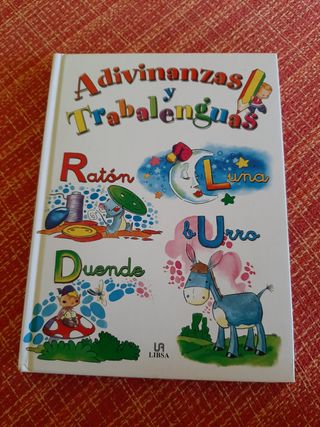 Adivinanzas
y
Trabalenguas
Ratón
Luna
bUrro
Duende
LIBSA